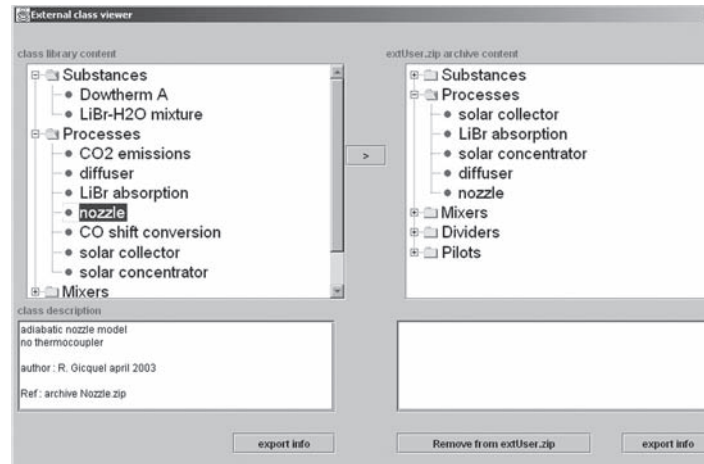 External class viewer
class library content
Substances
Dowtherm A
LiBr-H2O mixture
Processes
CO2 emissions
diffuser
LiBr absorption
nozzle
CO shift conversion
solar collector
solar concentrator
Mixers
>
extUser.zip archive content
Substances
Processes
solar collector
LiBr absorption
solar concentrator
diffuser
nozzle
Mixers
Dividers
Pilots
class description
adiabatic nozzle model
no thermocoupler
author : R. Gicquel april 2003
Ref : archive Nozzle.zip
export info
Remove from extUser.zip
export info